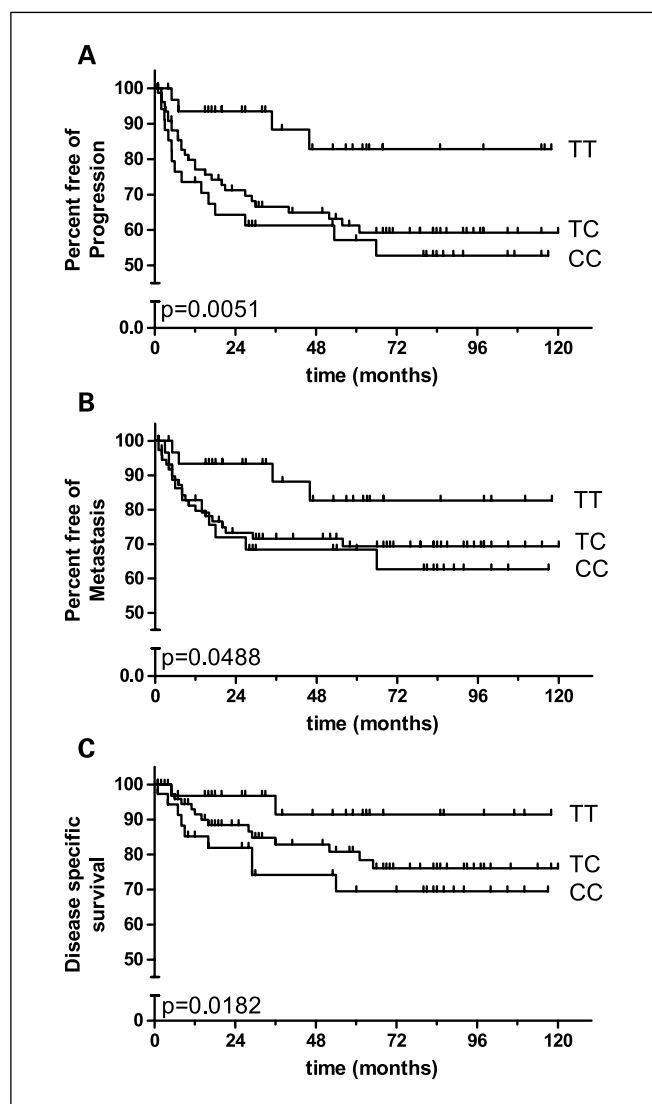 A
100
90
80
70
60
50
0.0
Percent free of
Progression
TT
TC
CC
p=0.0051
0 24 48 72 96 120
time (months)
B
100
90
80
70
60
50
0.0
Percent free of
Metastasis
TT
TC
CC
p=0.0488
0 24 48 72 96 120
time (months)
C
100
90
80
70
60
50
0
Disease specific
survival
TT
TC
CC
p=0.0182
0 24 48 72 96 120
time (months)